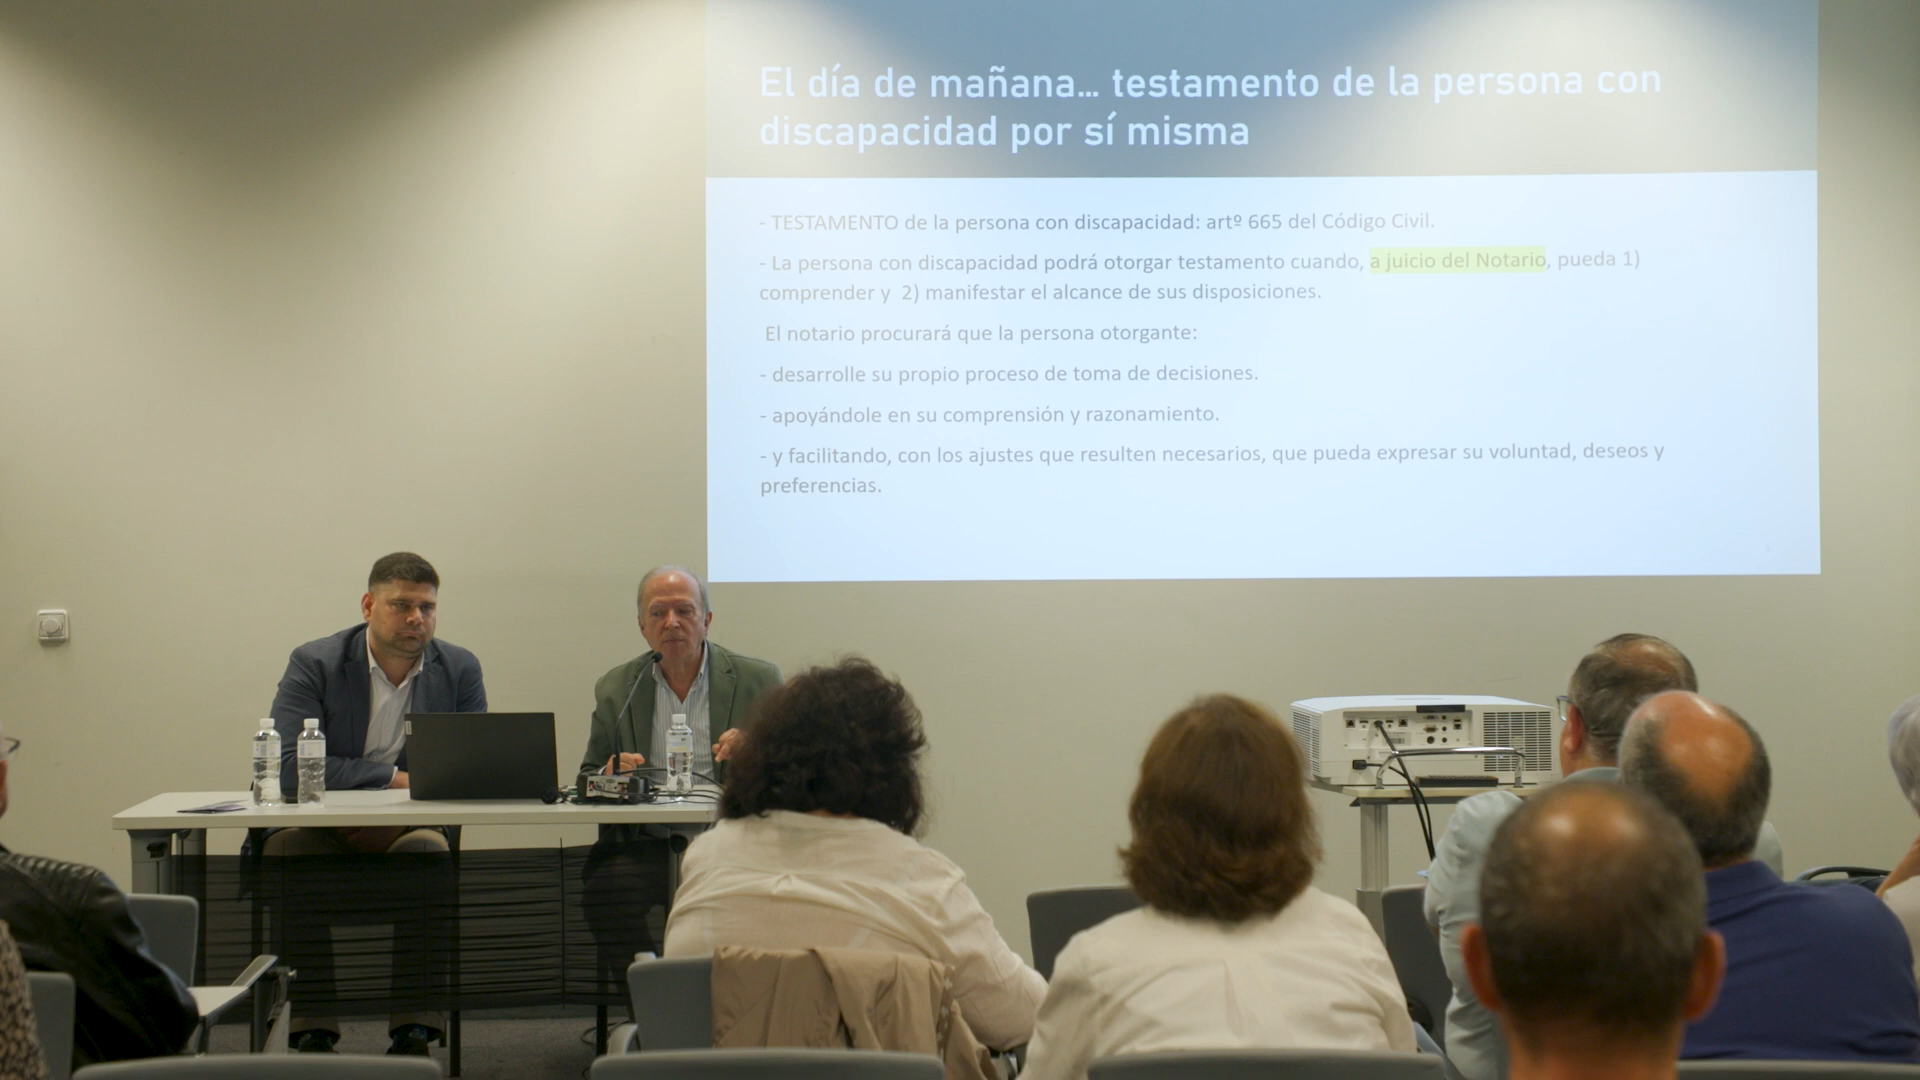 El día de mañana... testamento de la persona con
discapacidad por sí misma
- TESTAMENTO de la persona con discapacidad: artº 665 del Código Civil.
- La persona con discapacidad podrá otorgar testamento cuando, a juicio del Notario, pueda 1)
comprender y 2) manifestar el alcance de sus disposiciones.
El notario procurará que la persona otorgante:
- desarrolle su propio proceso de toma de decisiones.
- apoyándole en su comprensión y razonamiento.
- y facilitando, con los ajustes que resulten necesarios, que pueda expresar su voluntad, deseos y
preferencias.